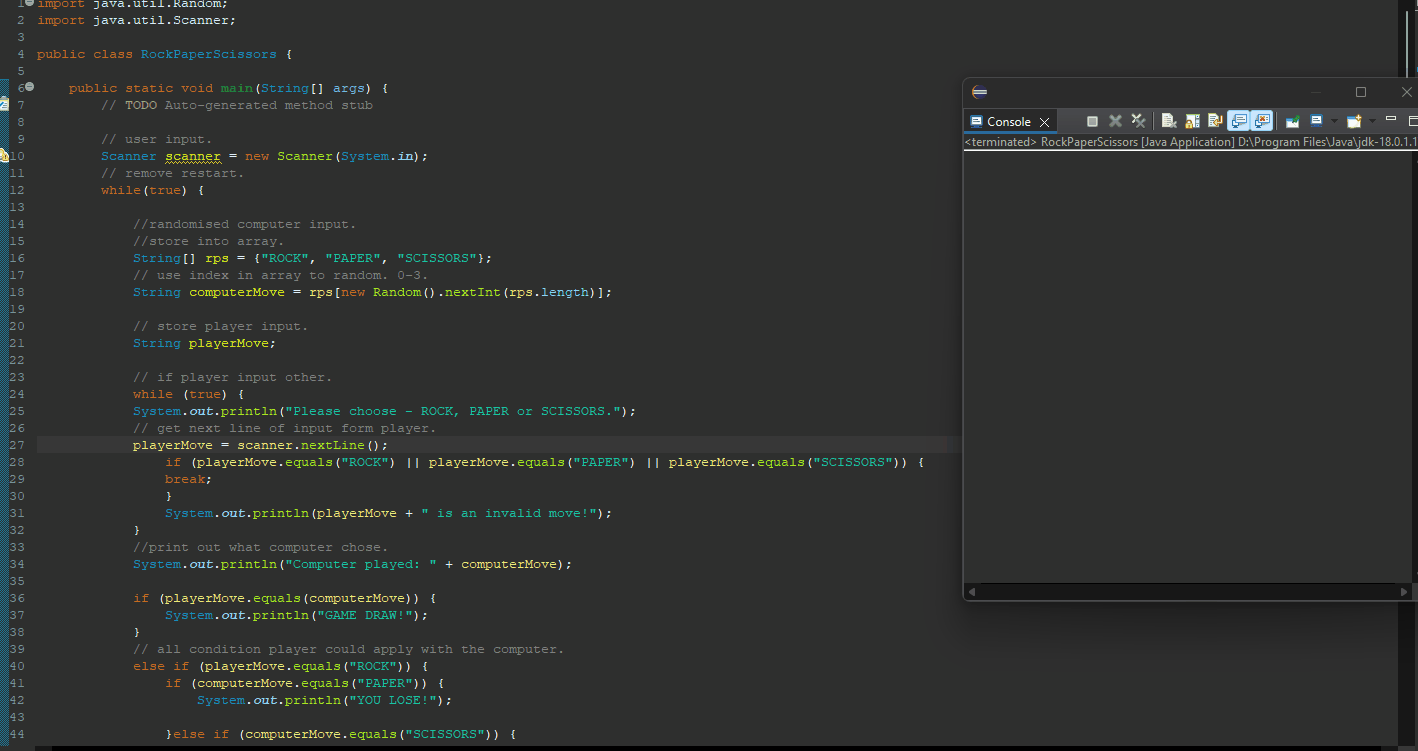 1 import java.util.Random;
2 import java.util.Scanner;
3
4 public class RockPaperScissors {
5
6 public static void main(String[] args) {
7 // TODO Auto-generated method stub
8
9 // user input.
10 Scanner scanner = new Scanner(System.in);
11 // remove restart.
12 while(true) {
13
14 //randomised computer input.
15 //store into array.
16 String[] rps = {"ROCK", "PAPER", "SCISSORS"};
17 // use index in array to random. 0-3.
18 String computerMove = rps[new Random().nextInt(rps.length)];
19
20 // store player input.
21 String playerMove;
22
23 // if player input other.
24 while (true) {
25 System.out.println("Please choose - ROCK, PAPER or SCISSORS.");
26 // get next line of input form player.
27 playerMove = scanner.nextLine();
28 if (playerMove.equals("ROCK") || playerMove.equals("PAPER") || playerMove.equals("SCISSORS")) {
29 break;
30 }
31 System.out.println(playerMove + " is an invalid move!");
32 }
33 //print out what computer chose.
34 System.out.println("Computer played: " + computerMove);
35
36 if (playerMove.equals(computerMove)) {
37 System.out.println("GAME DRAW!");
38 }
39 // all condition player could apply with the computer.
40 else if (playerMove.equals("ROCK")) {
41 if (computerMove.equals("PAPER")) {
42 System.out.println("YOU LOSE!");
43
44 }else if (computerMove.equals("SCISSORS")) {
Console
<terminated> RockPaperScissors [Java Application] D:\Program Files\Java\jdk-18.0.1.1